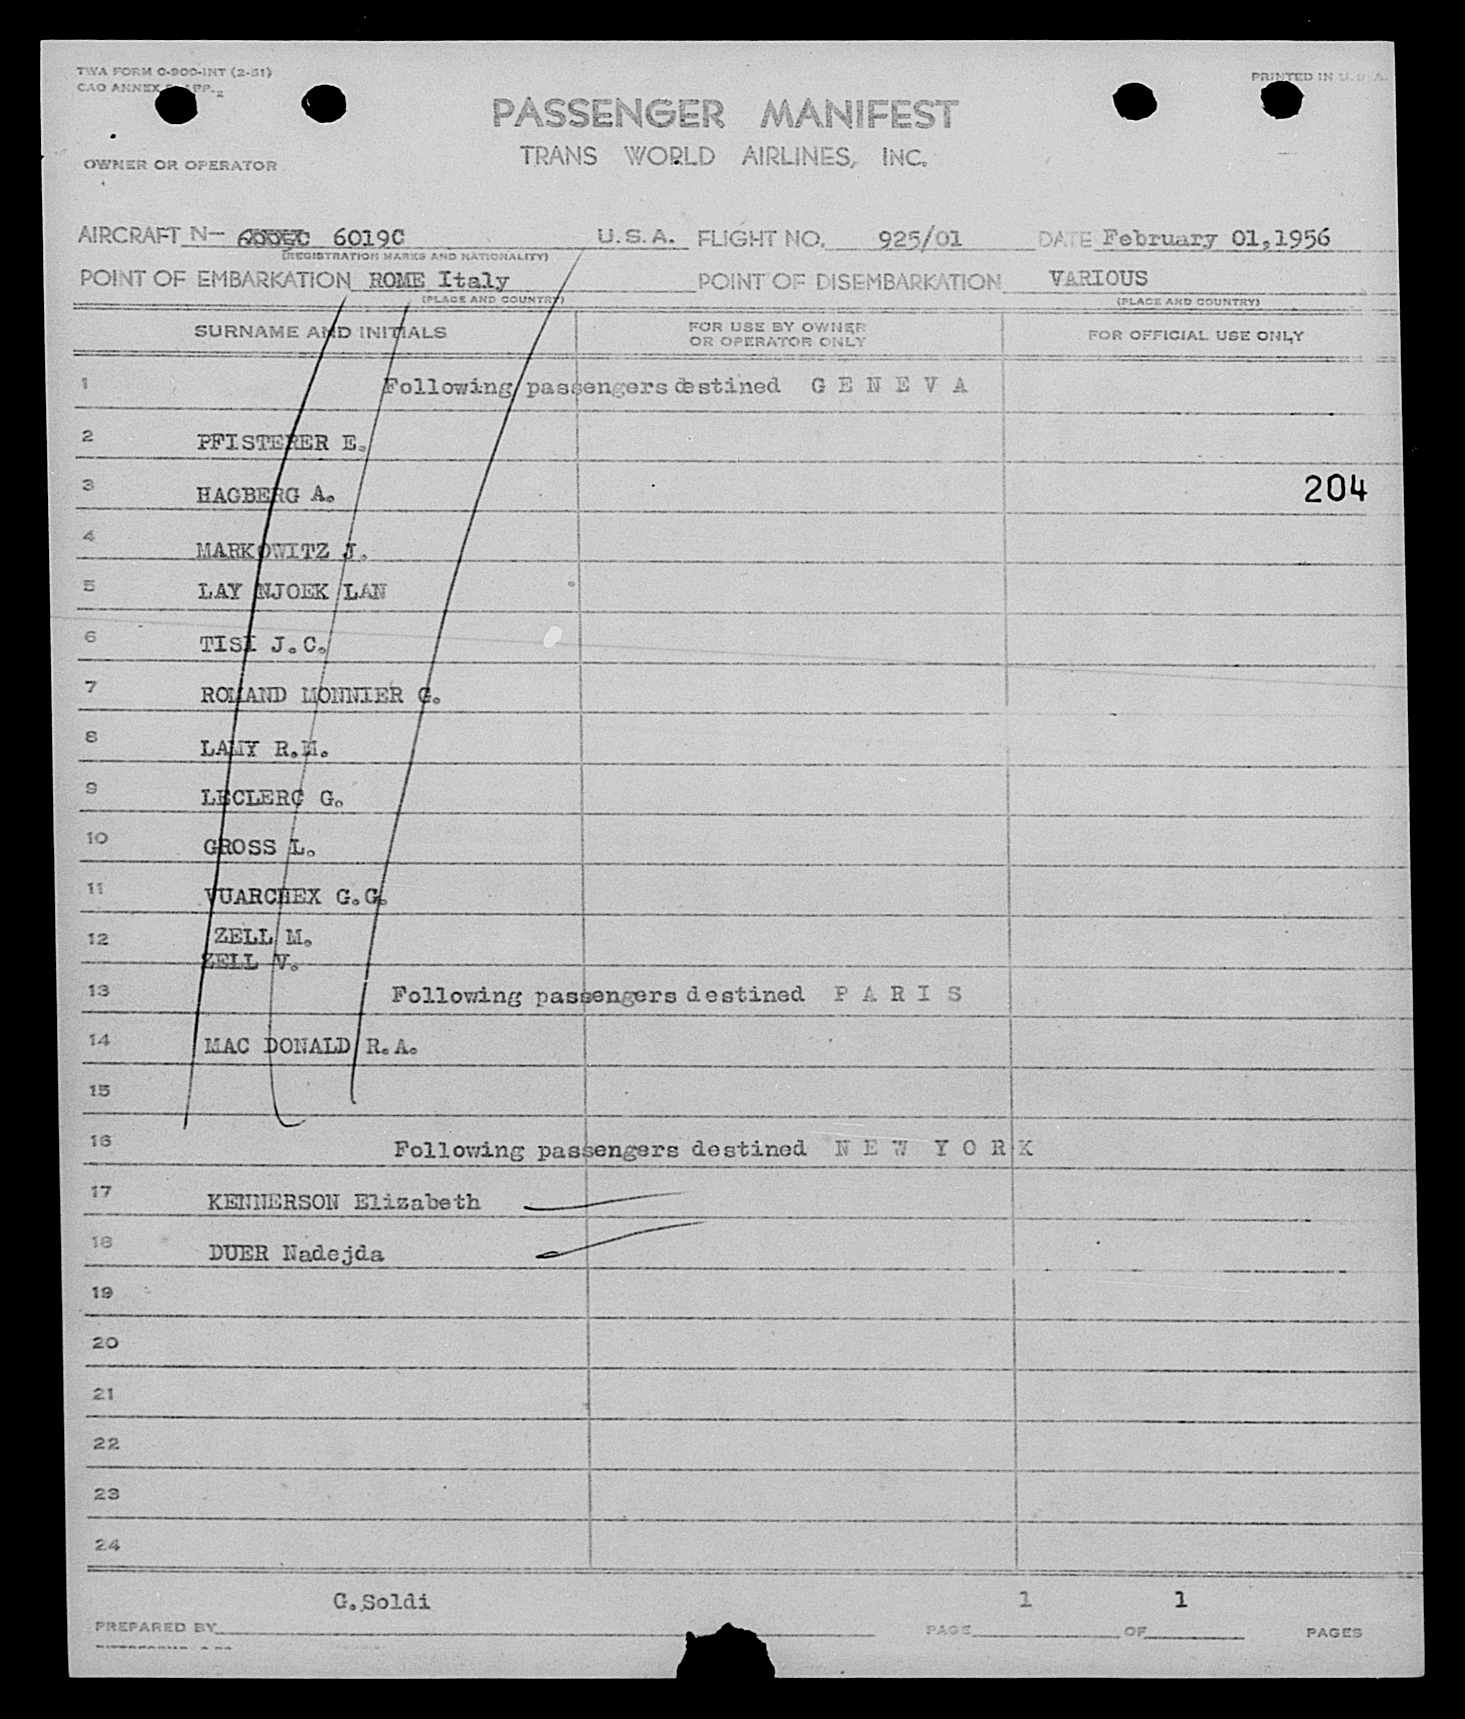 TWA FORM O-900-INT (2-51)
PRINTED IN U.S.A.
CAO ANNEX APP. 2
PASSENGER MANIFEST
TRANS WORLD AIRLINES, INC.
OWNER OR OPERATOR
AIRCRAFT N- 6019C U.S.A. FLIGHT NO. 925/01 DATE February 01,1956
(REGISTRATION MARKS AND NATIONALITY)
POINT OF EMBARKATION ROME Italy POINT OF DISEMBARKATION VARIOUS
(PLACE AND COUNTRY) (PLACE AND COUNTRY)
SURNAME AND INITIALS FOR USE BY OWNER OR OPERATOR ONLY FOR OFFICIAL USE ONLY
1 Following passengers destined G E N E V A
2 PFISTERER E.
3 HAGBERG A. 204
4 MARKOWITZ J.
5 LAY NJOEK LAN
6 TISI J.C.
7 ROMAND MONNIER G.
8 LAMY R.M.
9 LECLERC G.
10 GROSS L.
11 VUARCHEX G.G.
12 ZELL M.
ZELL V.
13 Following passengers destined P A R I S
14 MAC DONALD R.A.
15
16 Following passengers destined N E W Y O R K
17 KENNERSON Elizabeth
18 DUER Nadejda
19
20
21
22
23
24
G.Soldi 1 1
PREPARED BY PAGE OF PAGES